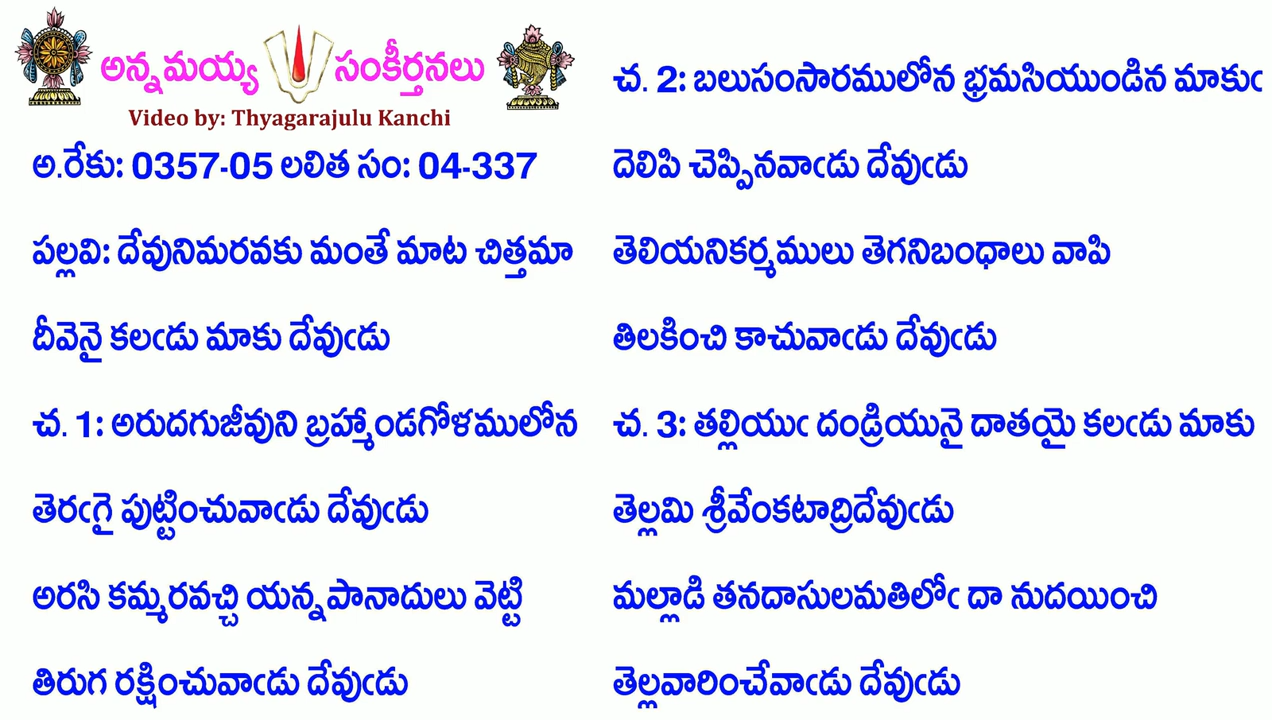 అన్నమయ్య సంకీర్తనలు
Video by: Thyagarajulu Kanchi
అ.రేకు: 0357-05 లలిత సం: 04-337
పల్లవి: దేవునిమరవకు మంతే మాట చిత్తమా
దీవెనై కలఁడు మాకు దేవుఁడు
చ. 1: అరుదగుజీవుని బ్రహ్మాండగోళములోన
తెరఁగై పుట్టించువాఁడు దేవుఁడు
అరసి కమ్మరవచ్చి యన్నపానాదులు వెట్టి
తిరుగ రక్షించువాఁడు దేవుఁడు
చ. 2: బలుసంసారములోన భ్రమసియుండిన మాకుఁ
దెలిపి చెప్పినవాఁడు దేవుఁడు
తెలియనికర్మములు తెగనిబంధాలు వాపి
తిలకించి కాచువాఁడు దేవుఁడు
చ. 3: తల్లియుఁ దండ్రియునై దాతయై కలఁడు మాకు
తెల్లమి శ్రీవేంకటాద్రిదేవుఁడు
మల్లాడి తనదాసులమతిలోఁ దా నుదయించి
తెల్లవారించేవాఁడు దేవుఁడు